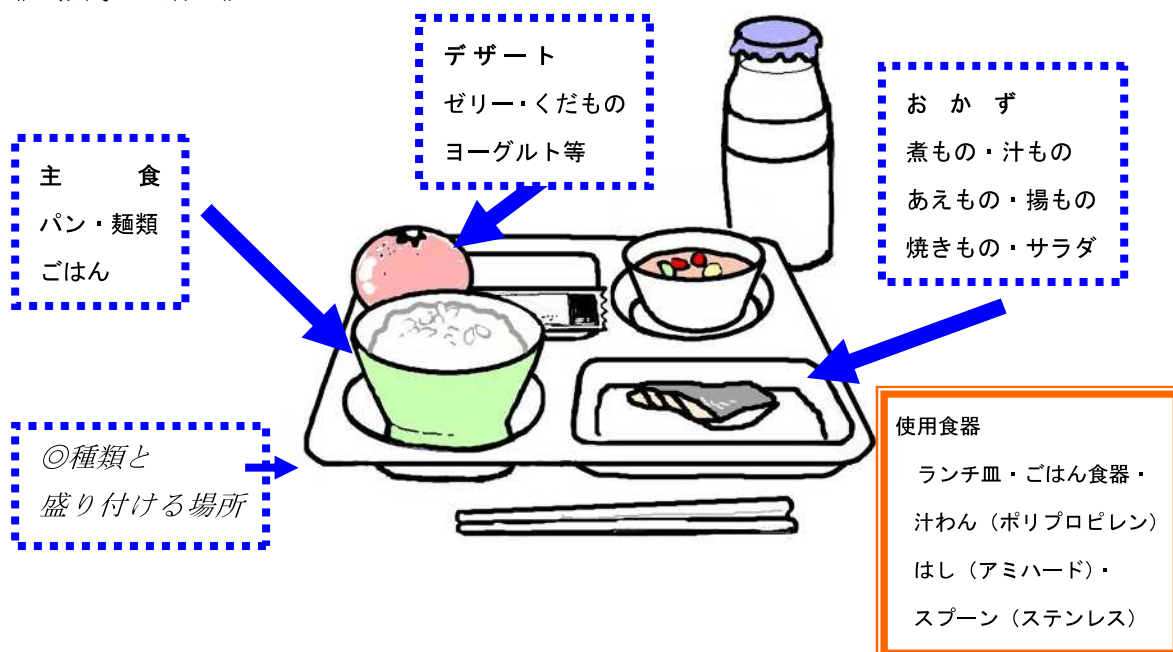 デザート
ゼリー・くだもの
ヨーグルト等
おかず
煮もの・汁もの
あえもの・揚もの
焼きもの・サラダ
主食
パン・麺類
ごはん
◎種類と
盛り付ける場所
使用食器
ランチ皿・ごはん食器・
汁わん（ポリプロピレン）
はし（アミハード）・
スプーン（ステンレス）